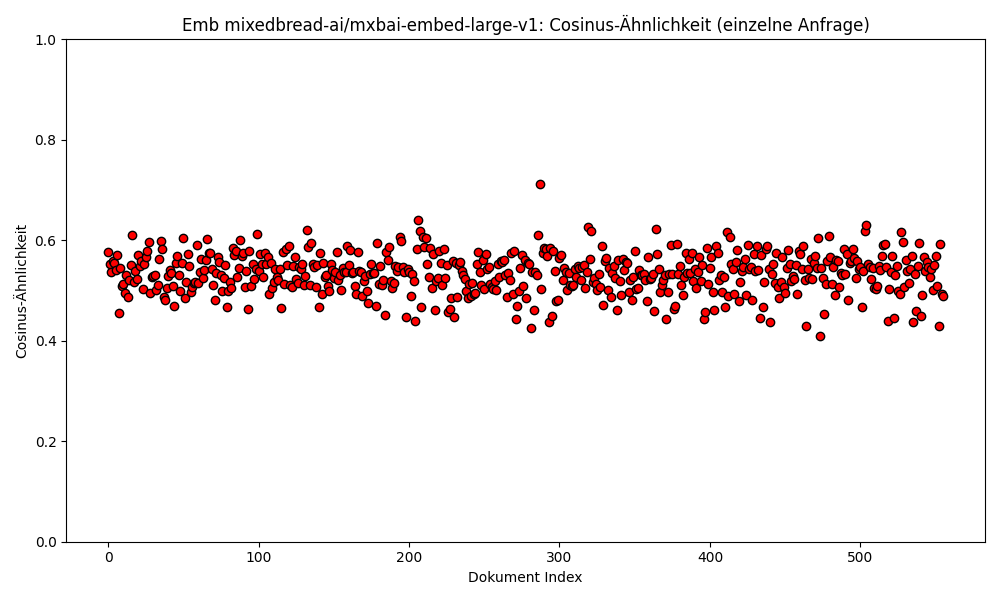 Emb mixedbread-ai/mxbai-embed-large-v1: Cosinus-Ähnlichkeit (einzelne Anfrage)
1.0
0.8
0.6
0.4
0.2
0.0
Cosinus-Ähnlichkeit
0 100 200 300 400 500
Dokument Index